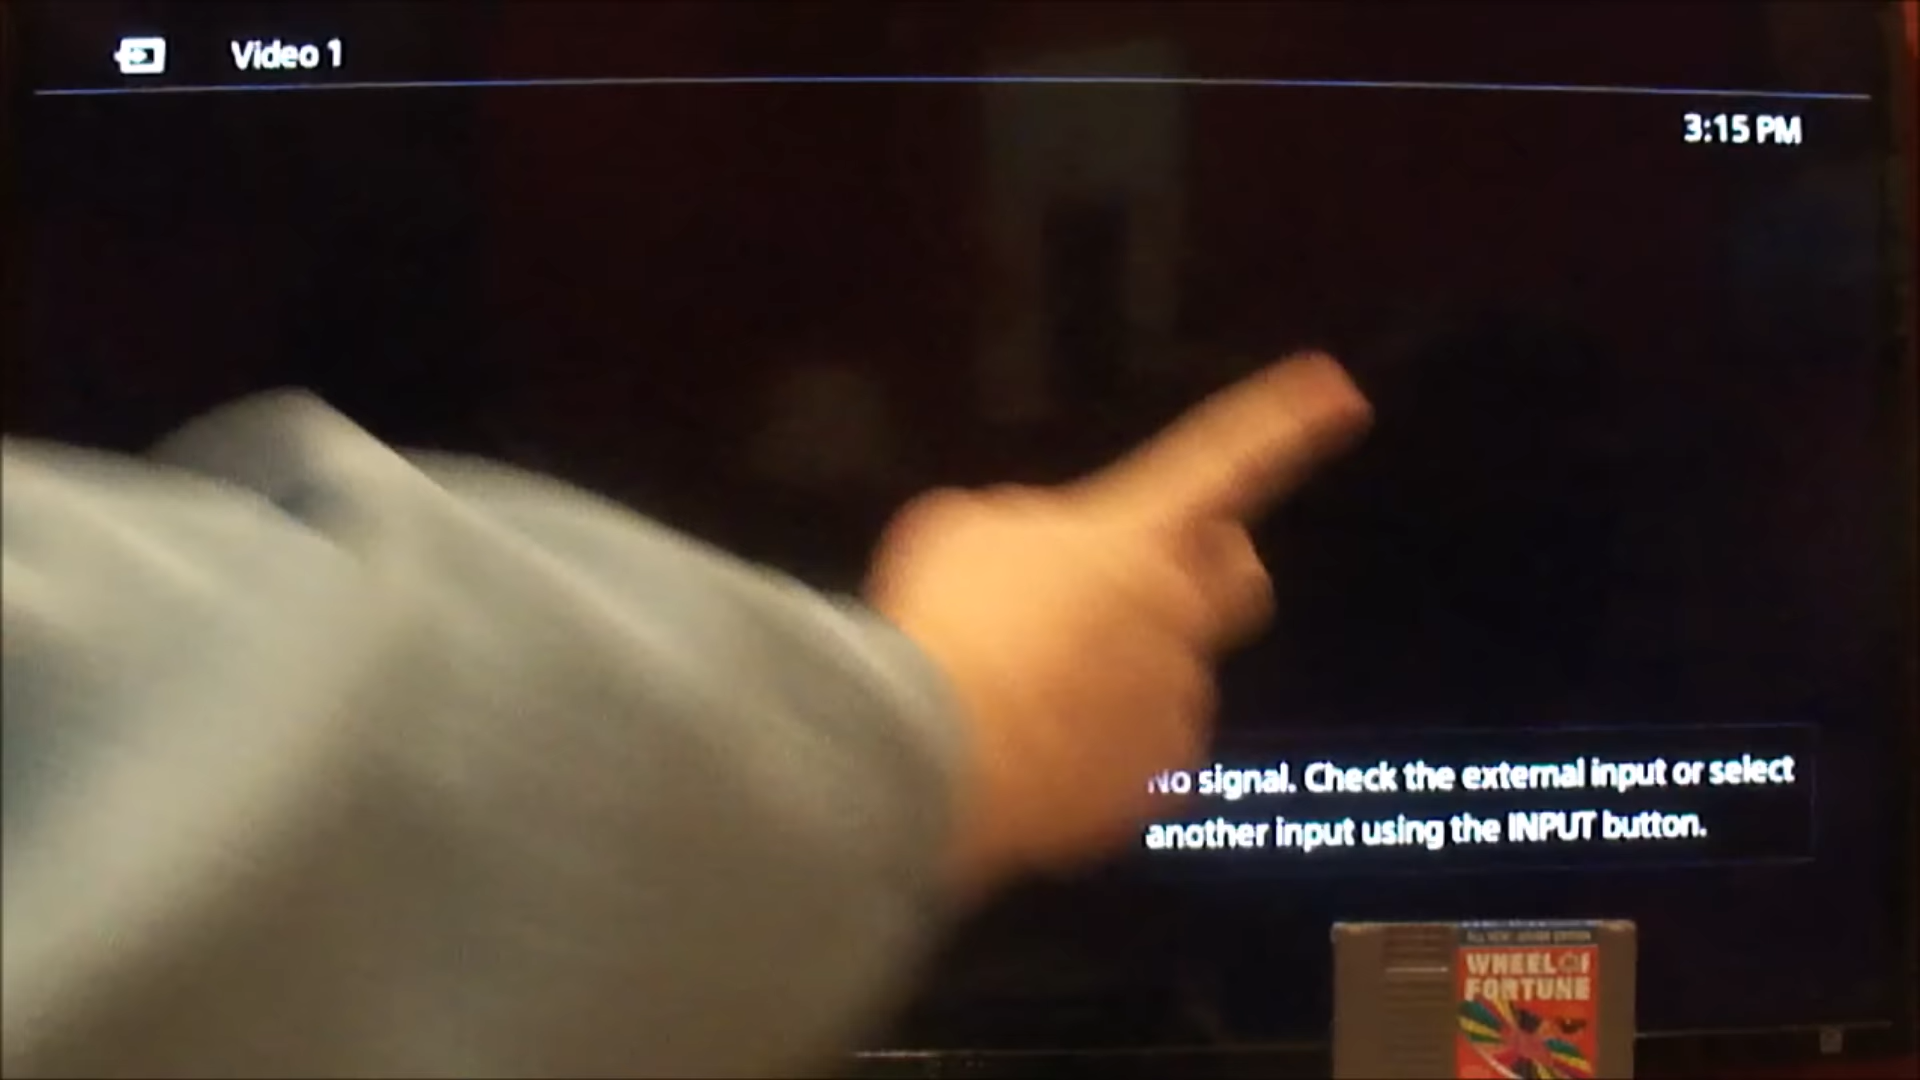 Video 1
3:15 PM
No signal. Check the external input or select
another input using the INPUT button.
WHEEL OF
FORTUNE